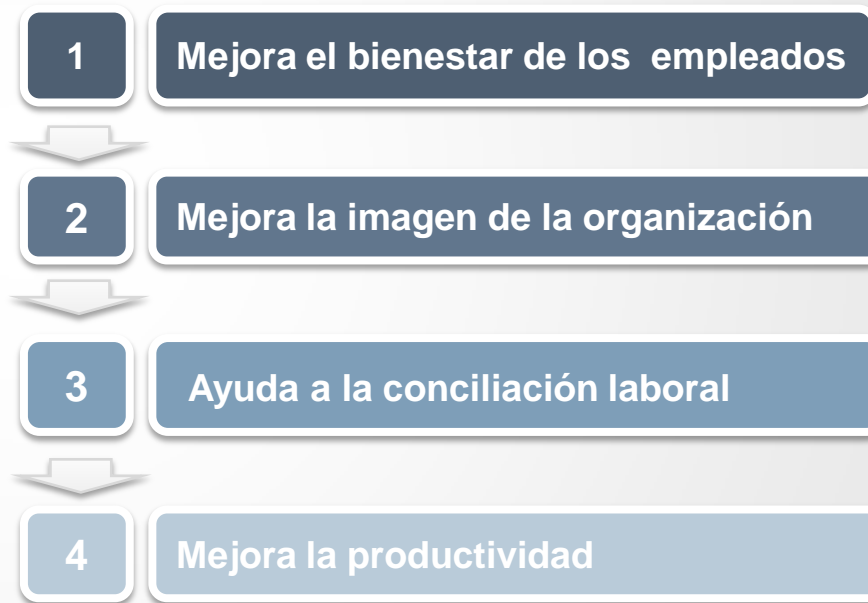 1 Mejora el bienestar de los empleados
2 Mejora la imagen de la organización
3 Ayuda a la conciliación laboral
4 Mejora la productividad